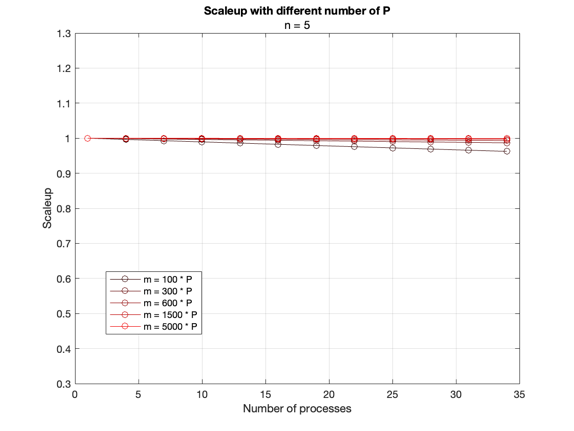 Scaleup with different number of P
n = 5
1.3
1.2
1.1
1
0.9
0.8
0.7
0.6
0.5
0.4
0.3
Scaleup
m = 100 * P
m = 300 * P
m = 600 * P
m = 1500 * P
m = 5000 * P
0 5 10 15 20 25 30 35
Number of processes